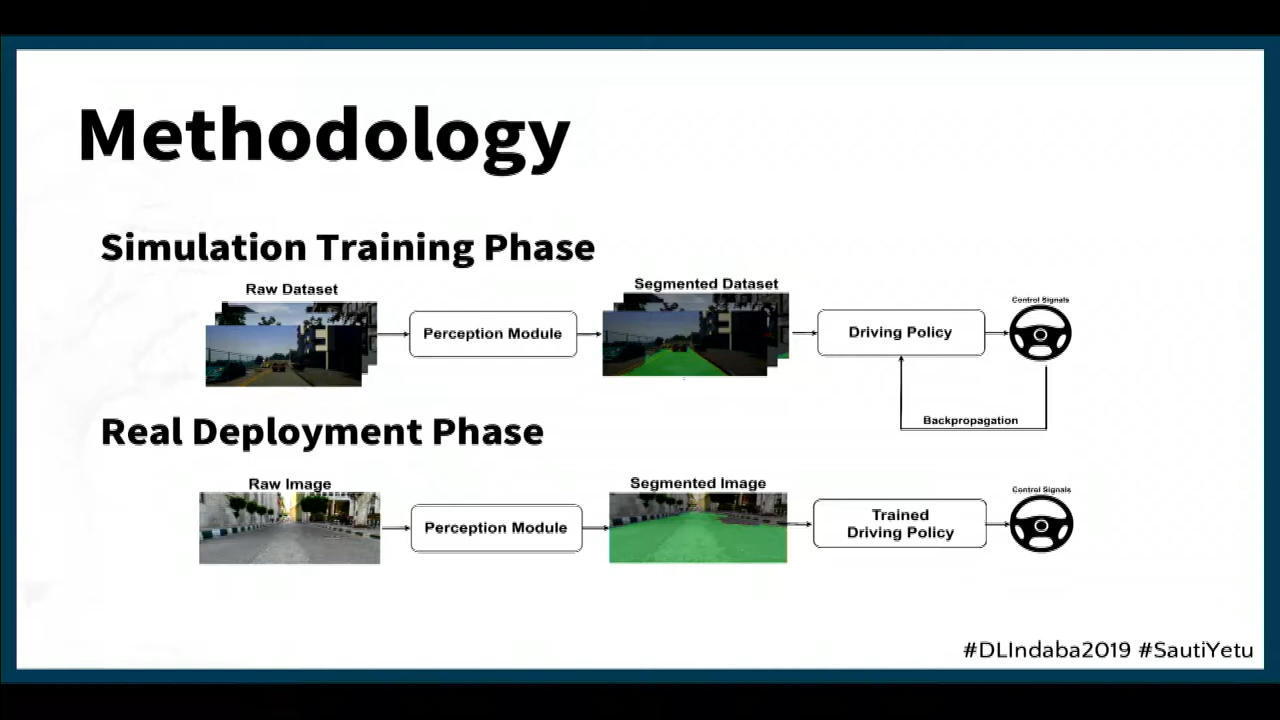 Methodology
Simulation Training Phase
Raw Dataset
Perception Module
Segmented Dataset
Driving Policy
Control Signals
Backpropagation
Real Deployment Phase
Raw Image
Perception Module
Segmented Image
Trained
Driving Policy
Control Signals
#DLIndaba2019 #SautiYetu